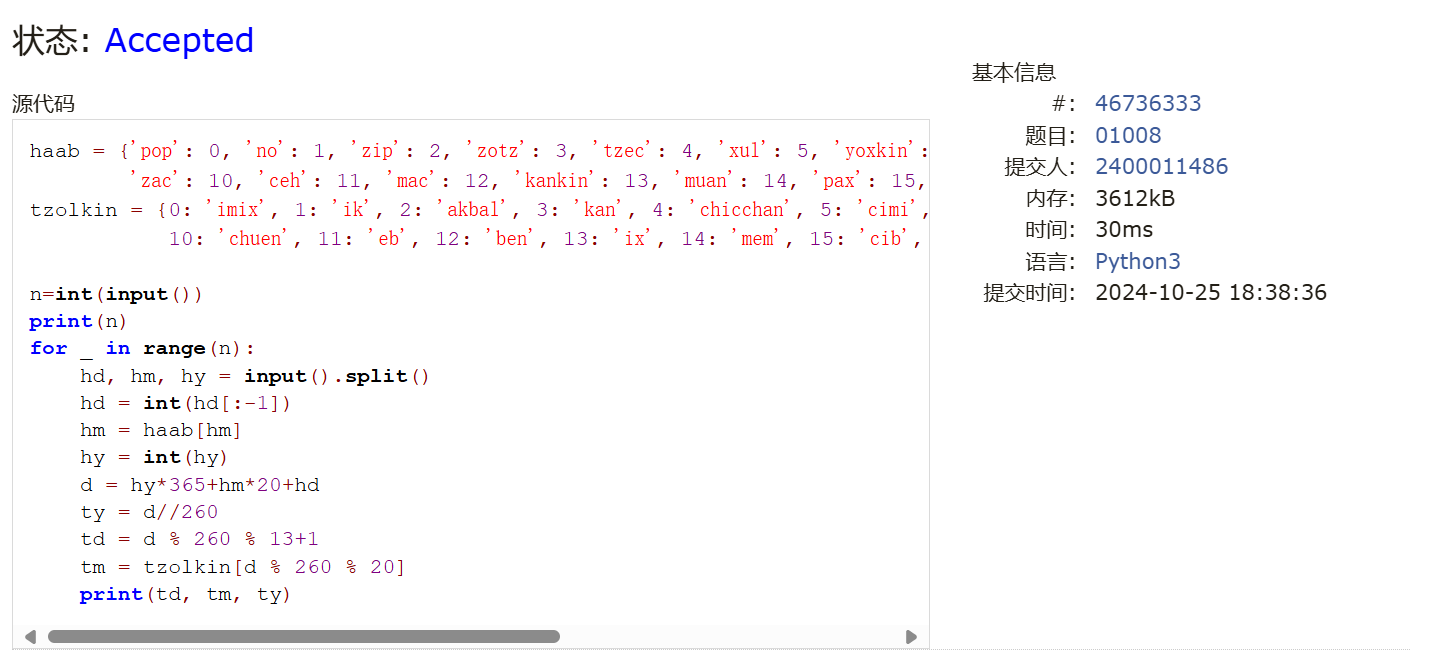 状态: Accepted
源代码
haab = {'pop': 0, 'no': 1, 'zip': 2, 'zotz': 3, 'tzec': 4, 'xul': 5, 'yoxkin':
'zac': 10, 'ceh': 11, 'mac': 12, 'kankin': 13, 'muan': 14, 'pax': 15,
tzolkin = {0: 'imix', 1: 'ik', 2: 'akbal', 3: 'kan', 4: 'chicchan', 5: 'cimi',
10: 'chuen', 11: 'eb', 12: 'ben', 13: 'ix', 14: 'mem', 15: 'cib',
n=int(input())
print(n)
for _ in range(n):
hd, hm, hy = input().split()
hd = int(hd[:-1])
hm = haab[hm]
hy = int(hy)
d = hy*365+hm*20+hd
ty = d//260
td = d % 260 % 13+1
tm = tzolkin[d % 260 % 20]
print(td, tm, ty)
基本信息
#: 46736333
题目: 01008
提交人: 2400011486
内存: 3612kB
时间: 30ms
语言: Python3
提交时间: 2024-10-25 18:38:36